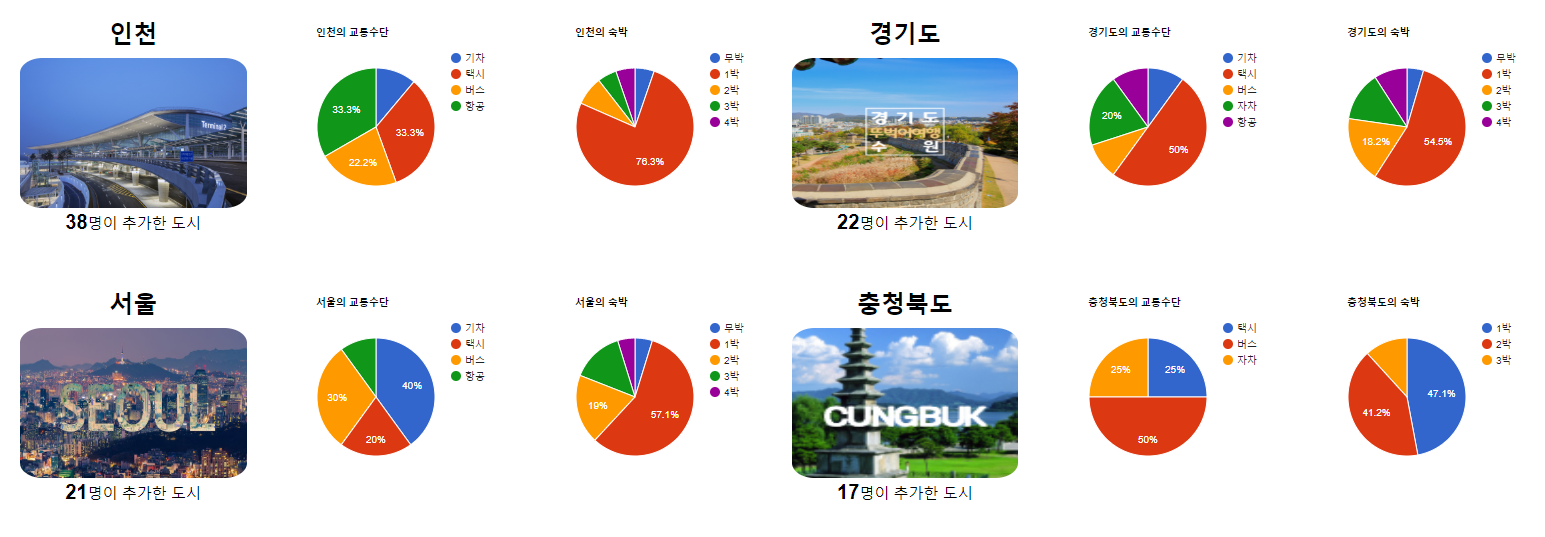 인천
Terminal 2
38명이 추가한 도시
인천의 교통수단
기차
택시
버스
항공
33.3%
33.3%
22.2%
인천의 숙박
무박
1박
2박
3박
4박
76.3%
경기도
경기도
뚜벅이여행
수원
22명이 추가한 도시
경기도의 교통수단
기차
택시
버스
자차
항공
20%
50%
경기도의 숙박
무박
1박
2박
3박
4박
18.2%
54.5%
서울
SEOUL
21명이 추가한 도시
서울의 교통수단
기차
택시
버스
항공
40%
30%
20%
서울의 숙박
무박
1박
2박
3박
4박
19%
57.1%
충청북도
CUNGBUK
17명이 추가한 도시
충청북도의 교통수단
택시
버스
자차
25%
25%
50%
충청북도의 숙박
1박
2박
3박
47.1%
41.2%